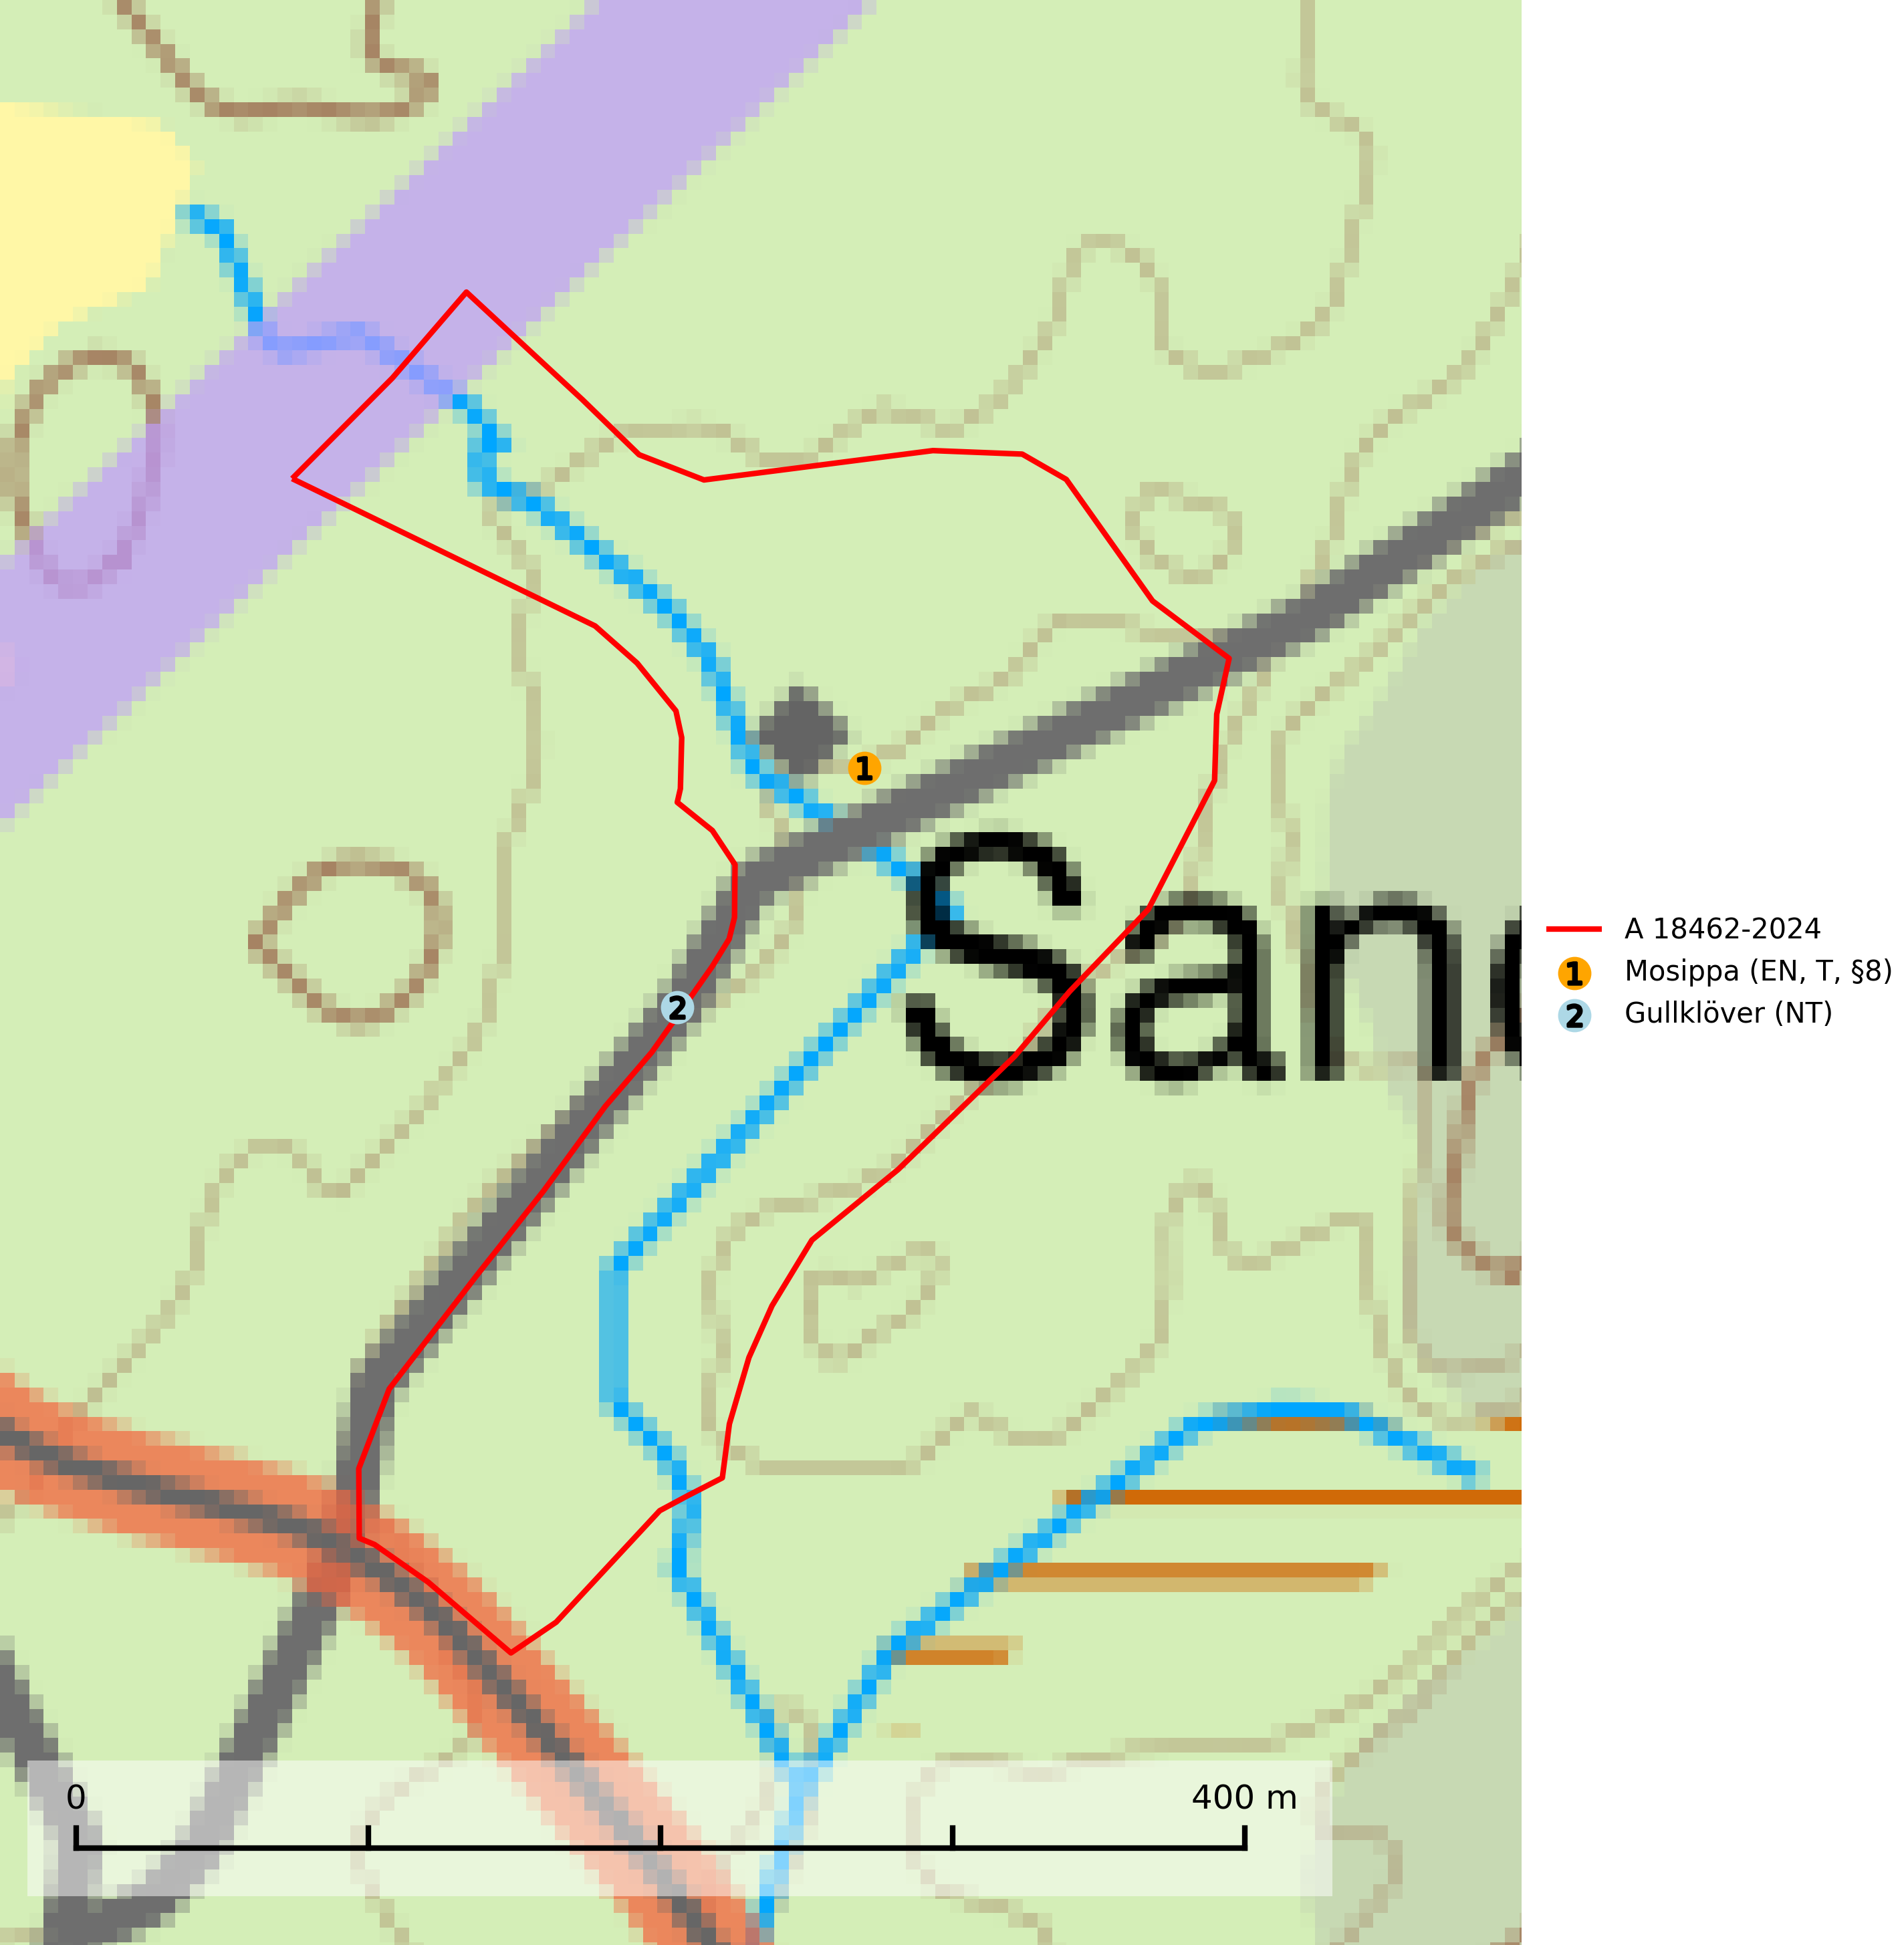 1
San
2
0 400 m
A 18462-2024
1 Mosippa (EN, T, §8)
2 Gullklöver (NT)